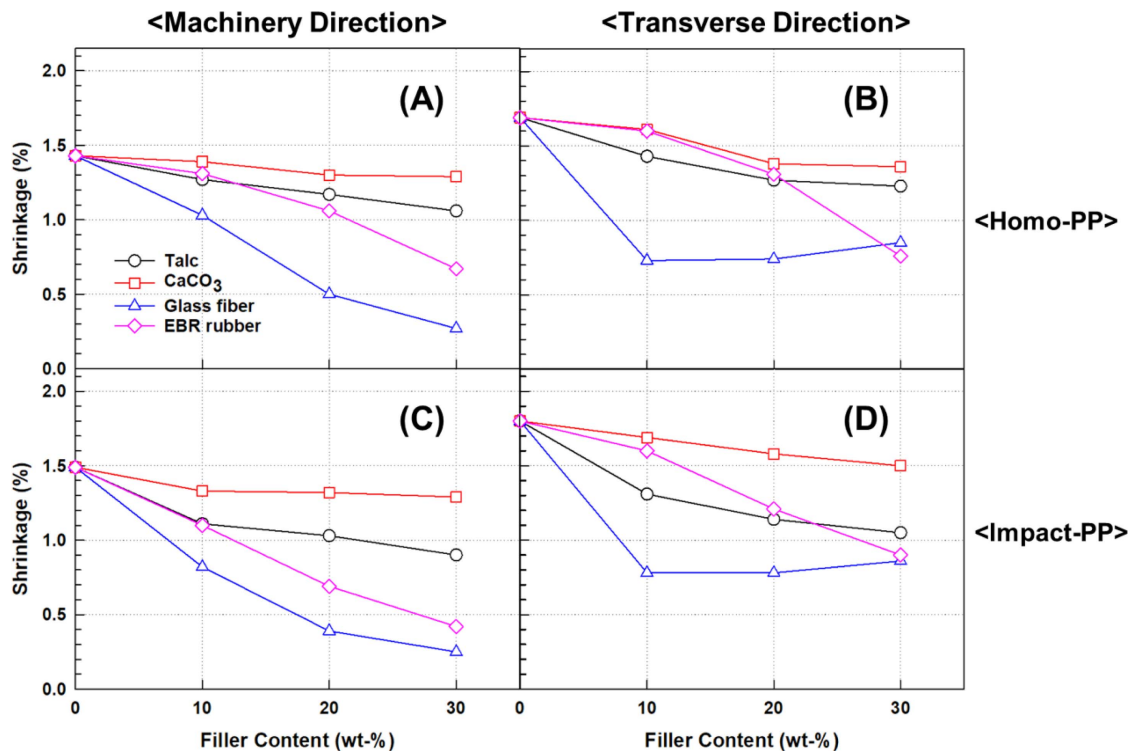 <Machinery Direction>
<Transverse Direction>
(A)
(B)
2.0
1.5
1.0
0.5
0.0
Shrinkage (%)
Talc
CaCO₃
Glass fiber
EBR rubber
<Homo-PP>
(C)
(D)
2.0
1.5
1.0
0.5
0.0
Shrinkage (%)
<Impact-PP>
0 10 20 30
0 10 20 30
Filler Content (wt-%)
Filler Content (wt-%)